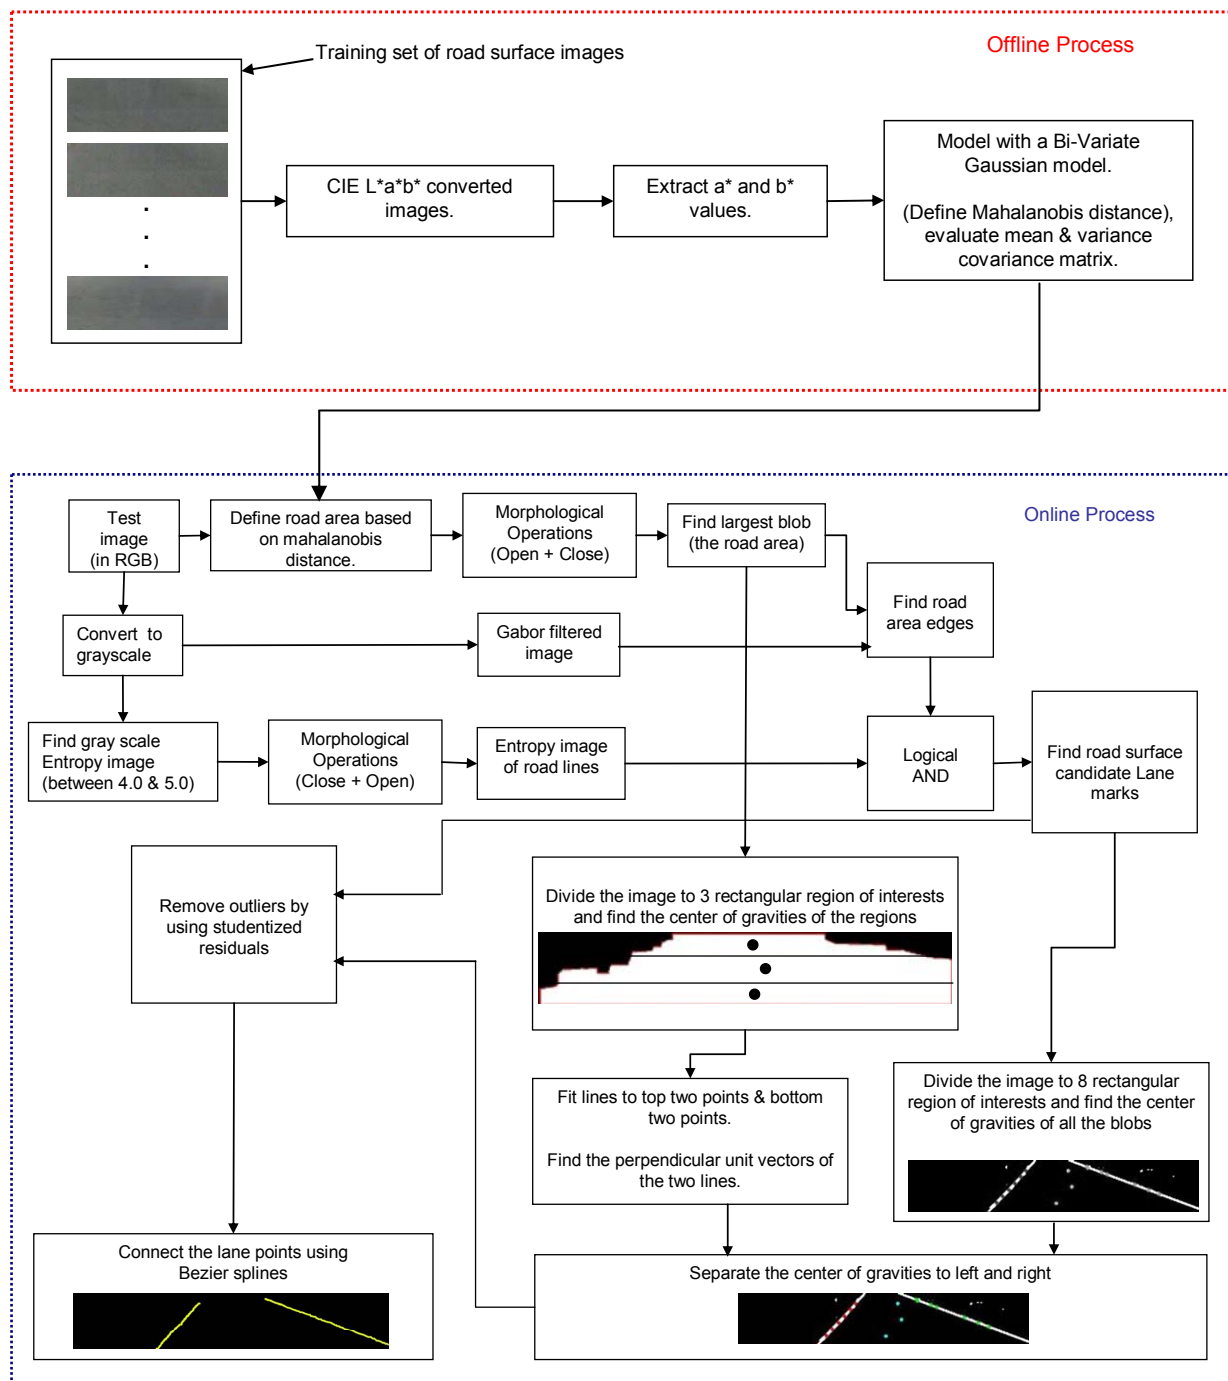 Offline Process
Training set of road surface images
CIE L*a*b* converted
images.
Extract a* and b*
values.
Model with a Bi-Variate
Gaussian model.
(Define Mahalanobis distance),
evaluate mean & variance
covariance matrix.
Online Process
Test
image
(in RGB)
Define road area based
on mahalanobis
distance.
Morphological
Operations
(Open + Close)
Find largest blob
(the road area)
Find road
area edges
Convert to
grayscale
Gabor filtered
image
Find gray scale
Entropy image
(between 4.0 & 5.0)
Morphological
Operations
(Close + Open)
Entropy image
of road lines
Logical
AND
Find road surface
candidate Lane
marks
Remove outliers by
using studentized
residuals
Divide the image to 3 rectangular region of interests
and find the center of gravities of the regions
Fit lines to top two points & bottom
two points.
Find the perpendicular unit vectors of
the two lines.
Divide the image to 8 rectangular
region of interests and find the center
of gravities of all the blobs
Connect the lane points using
Bezier splines
Separate the center of gravities to left and right